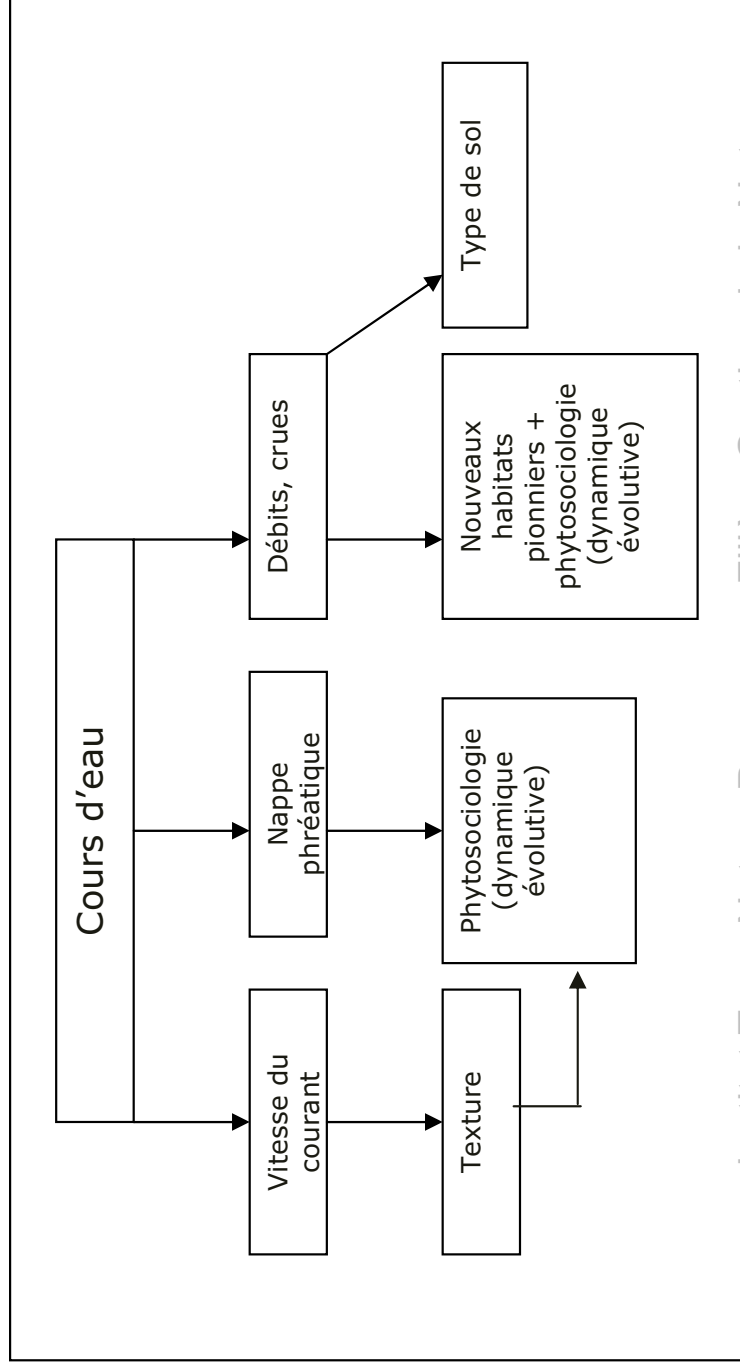 Cours d’eau
Vitesse du
courant
Nappe
phréatique
Débits, crues
Texture
Phytosociologie
(dynamique
évolutive)
Nouveaux
habitats
pionniers +
phytosociologie
(dynamique
évolutive)
Type de sol